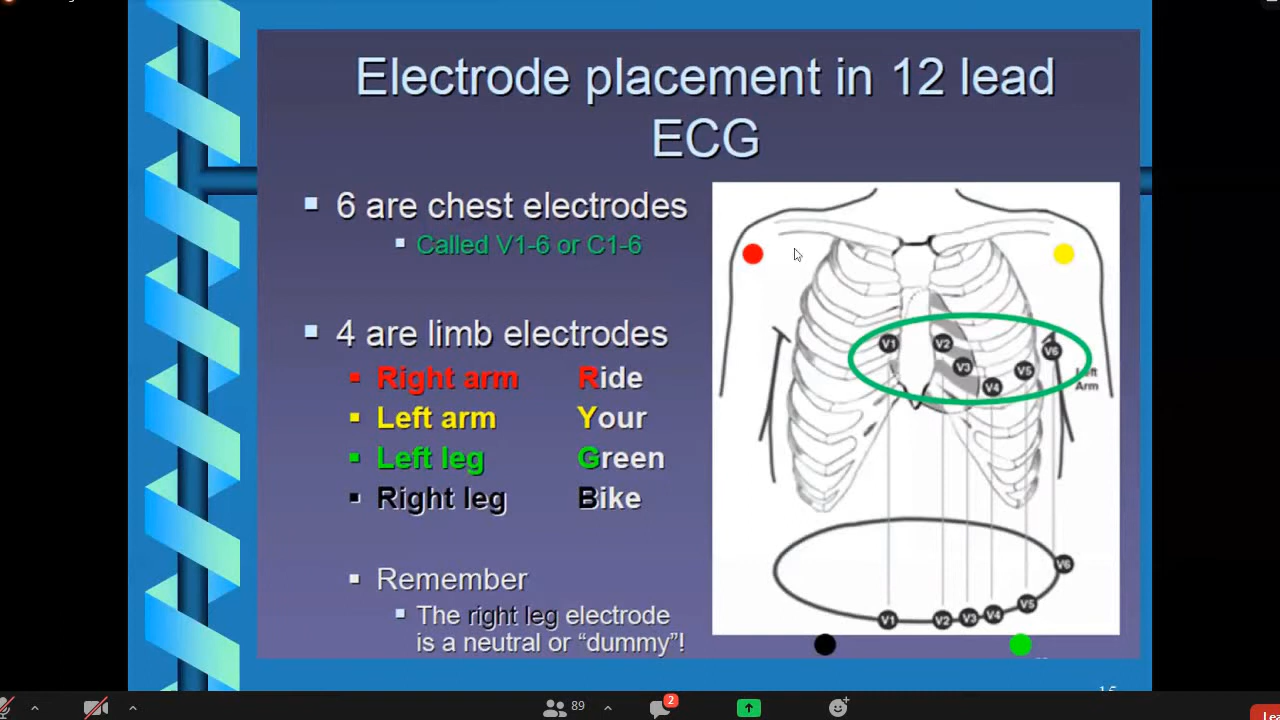 Electrode placement in 12 lead
ECG
6 are chest electrodes
Called V1-6 or C1-6
4 are limb electrodes
Right arm Ride
Left arm Your
Left leg Green
Right leg Bike
Remember
The right leg electrode
is a neutral or “dummy”!
V1 V2 V3 V4 V5 V6
Left
Arm
V6
V1 V2 V3 V4 V5
89
2